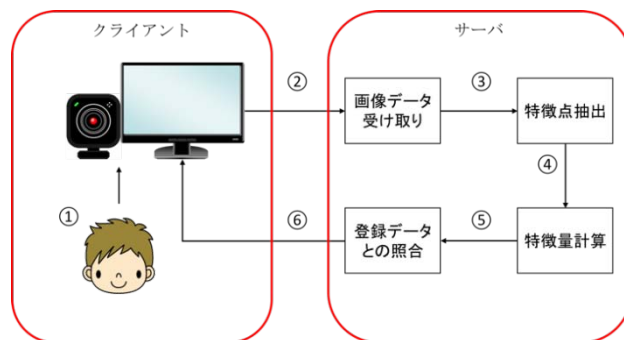 クライアント
サーバ
②
画像データ
受け取り
③
特徴点抽出
④
①
⑥
登録データ
との照合
⑤
特徴量計算